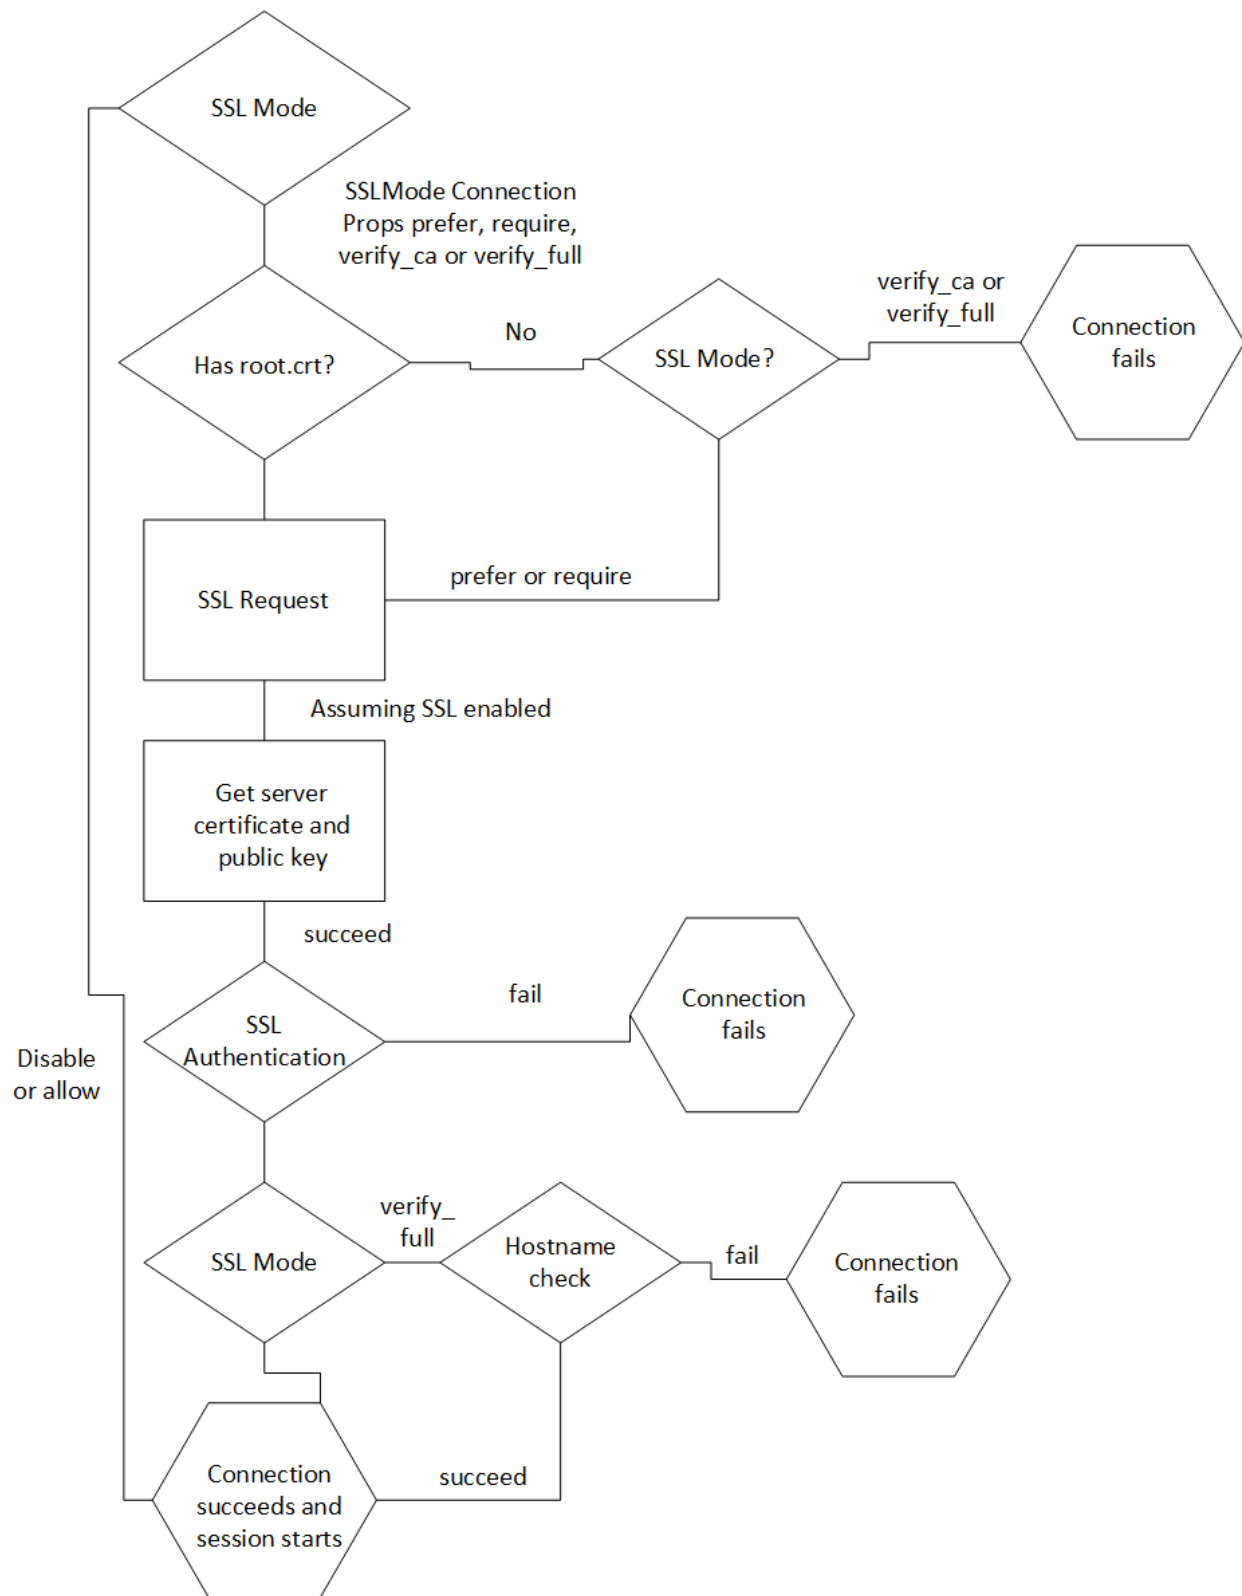 SSL Mode
SSLMode Connection
Props prefer, require,
verify_ca or verify_full
verify_ca or
verify_full
Connection
fails
No
SSL Mode?
Has root.crt?
prefer or require
SSL Request
Assuming SSL enabled
Get server
certificate and
public key
succeed
fail
Connection
fails
SSL
Authentication
Disable
or allow
verify_
full
Hostname
check
fail
Connection
fails
SSL Mode
succeed
Connection
succeeds and
session starts